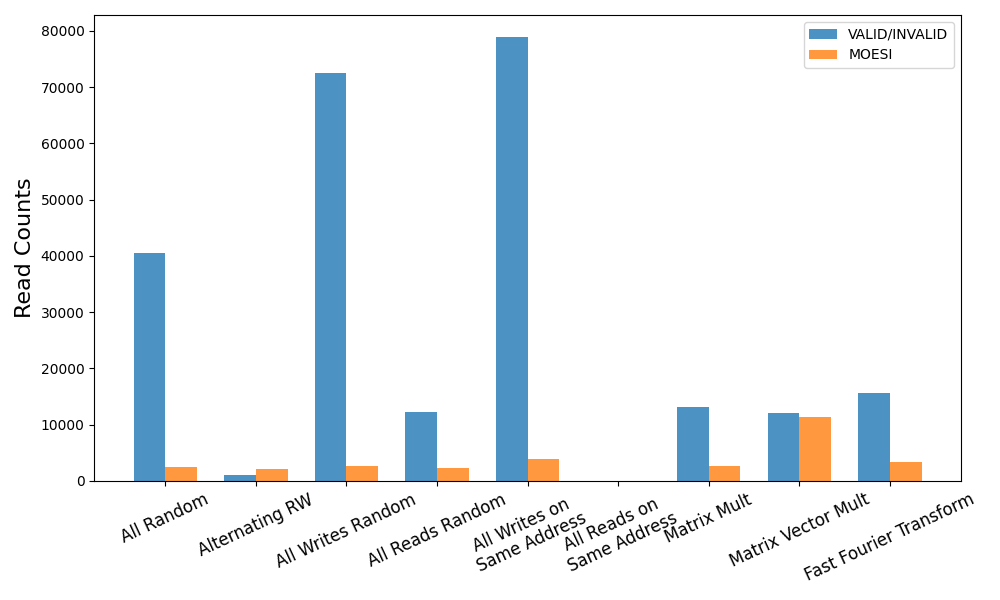 VALID/INVALID
MOESI
Read Counts
80000
70000
60000
50000
40000
30000
20000
10000
0
All Random
Alternating RW
All Writes Random
All Reads Random
All Writes on
Same Address
All Reads on
Same Address
Matrix Mult
Matrix Vector Mult
Fast Fourier Transform